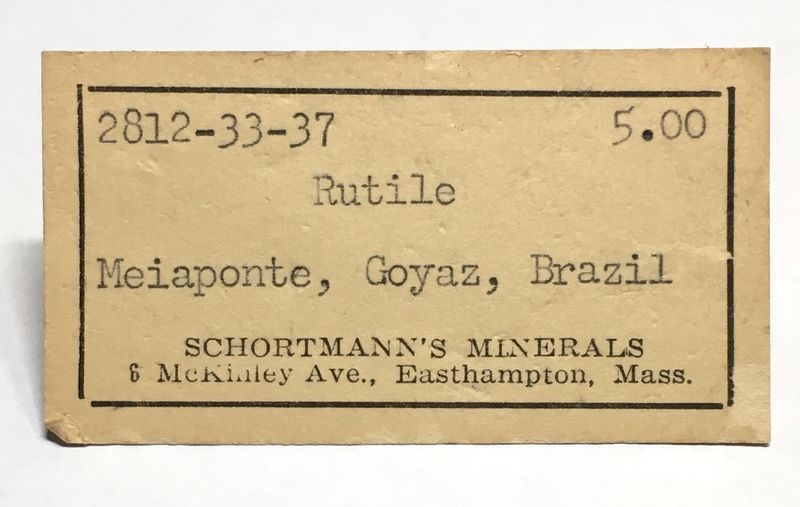 2812-33-37 5.00
Rutile
Meiaponte, Goyaz, Brazil
SCHORTMANN'S MINERALS
6 McKinley Ave., Easthampton, Mass.